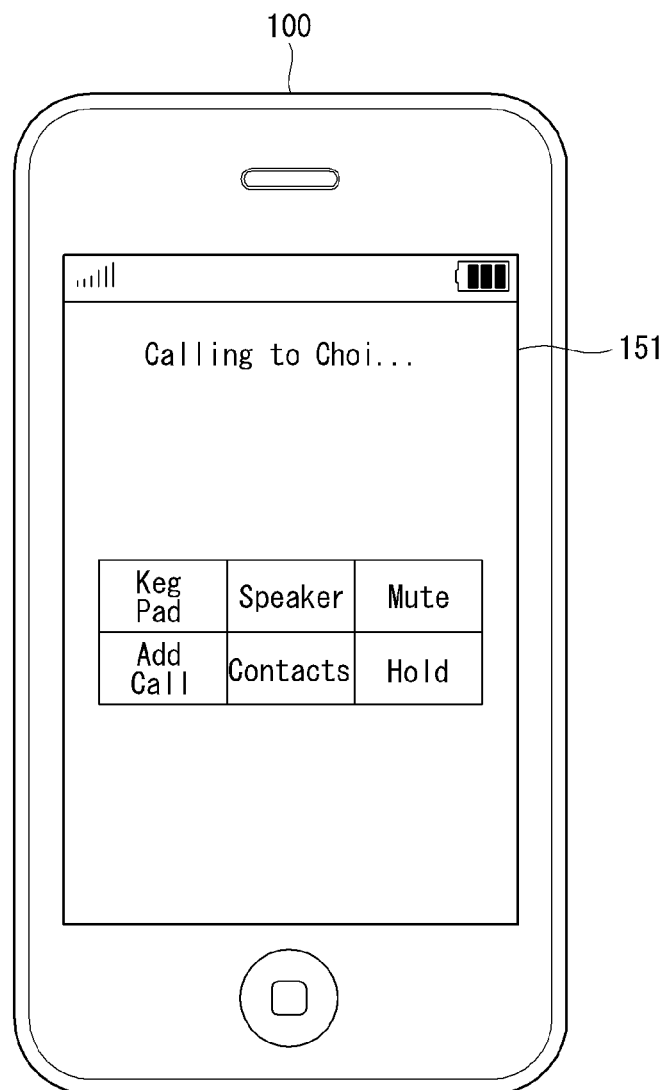 100
Calling to Choi...
151
Keg
Pad
Speaker
Mute
Add
Call
Contacts
Hold